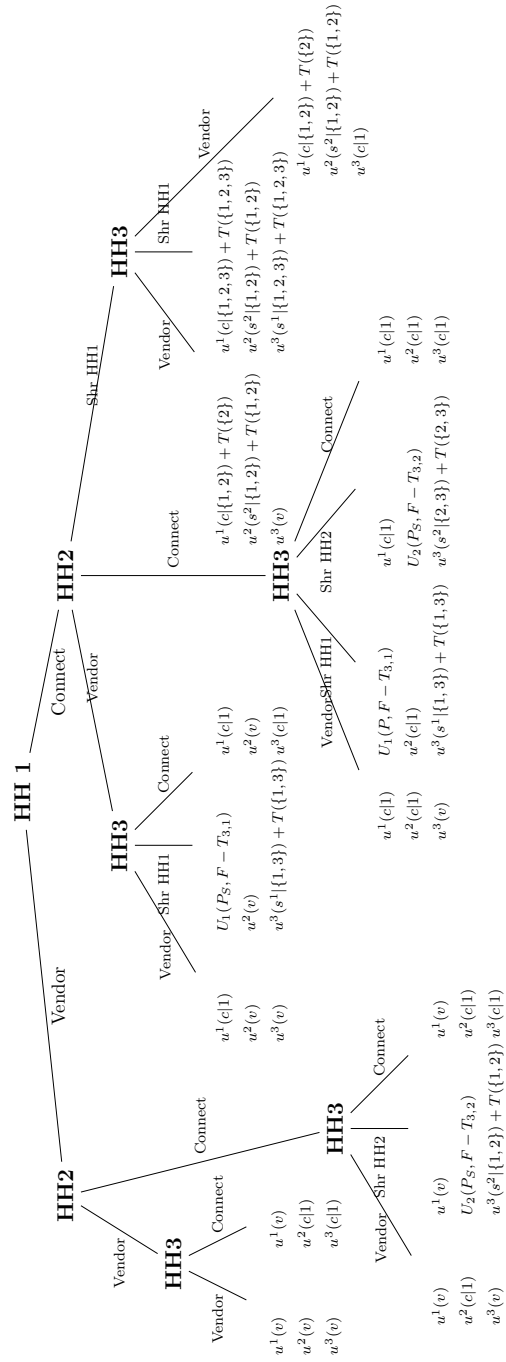 HH 1
Vendor
Connect
HH2
HH2
Vendor
Connect
Vendor
Connect
Shr HH1
HH3
HH3
HH3
HH3
HH3
HH3
Vendor
Connect
$u^1(v)$
$u^2(v)$
$u^3(v)$
$u^1(v)$
$u^2(c|1)$
$u^3(c|1)$
Vendor
Shr HH2
Connect
$u^1(v)$
$u^2(c|1)$
$u^3(v)$
$u^1(v)$
$U_2(P_S, F - T_{3,2})$
$u^3(s^2|\{1,2\}) + T(\{1,2\})$
$u^1(v)$
$u^2(c|1)$
$u^3(c|1)$
Vendor
Shr HH1
Connect
$u^1(c|1)$
$u^2(v)$
$u^3(v)$
$U_1(P_S, F - T_{3,1})$
$u^2(v)$
$u^3(s^1|\{1,3\}) + T(\{1,3\})$
$u^1(c|1)$
$u^2(v)$
$u^3(c|1)$
Vendor
Shr HH1
Shr HH2
Connect
$u^1(c|1)$
$u^2(c|1)$
$u^3(v)$
$U_1(P, F - T_{3,1})$
$u^2(c|1)$
$u^3(s^1|\{1,3\}) + T(\{1,3\})$
$u^1(c|1)$
$U_2(P_S, F - T_{3,2})$
$u^3(s^2|\{2,3\}) + T(\{2,3\})$
$u^1(c|1)$
$u^2(c|1)$
$u^3(c|1)$
Vendor
Shr HH1
Vendor
$u^1(c|\{1,2\}) + T(\{2\})$
$u^2(s^2|\{1,2\}) + T(\{1,2\})$
$u^3(v)$
$u^1(c|\{1,2,3\}) + T(\{1,2,3\})$
$u^2(s^2|\{1,2\}) + T(\{1,2\})$
$u^3(s^1|\{1,2,3\}) + T(\{1,2,3\})$
$u^1(c|\{1,2\}) + T(\{2\})$
$u^2(s^2|\{1,2\}) + T(\{1,2\})$
$u^3(c|1)$